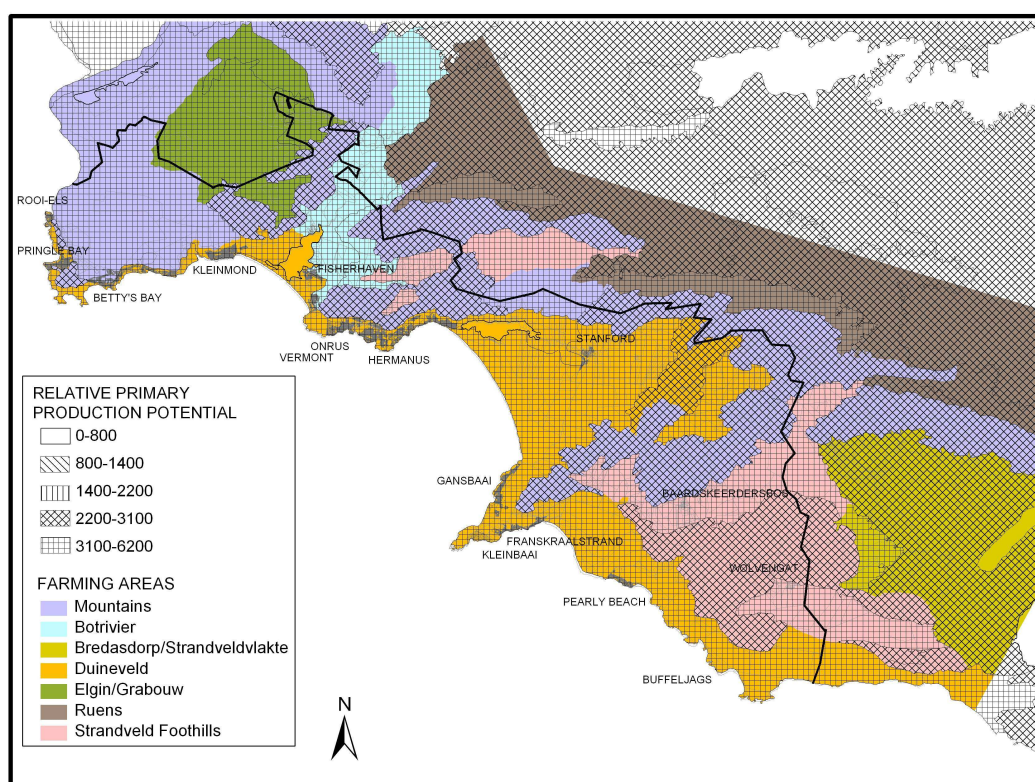 ROOI-ELS
PRINGLE BAY
KLEINMOND
FISHERHAVEN
BETTY'S BAY
ONRUS
VERMONT
HERMANUS
STANFORD
RELATIVE PRIMARY
PRODUCTION POTENTIAL
0-800
800-1400
1400-2200
2200-3100
3100-6200
FARMING AREAS
Mountains
Botrivier
Bredasdorp/Strandveldvlakte
Duineveld
Elgin/Grabouw
Ruens
Strandveld Foothills
GANSBAAI
BAARDSKEERDERSBOS
FRANSKRAALSTRAND
KLEINBAAI
WOLVENGAT
PEARLY BEACH
BUFFELJAGS
N